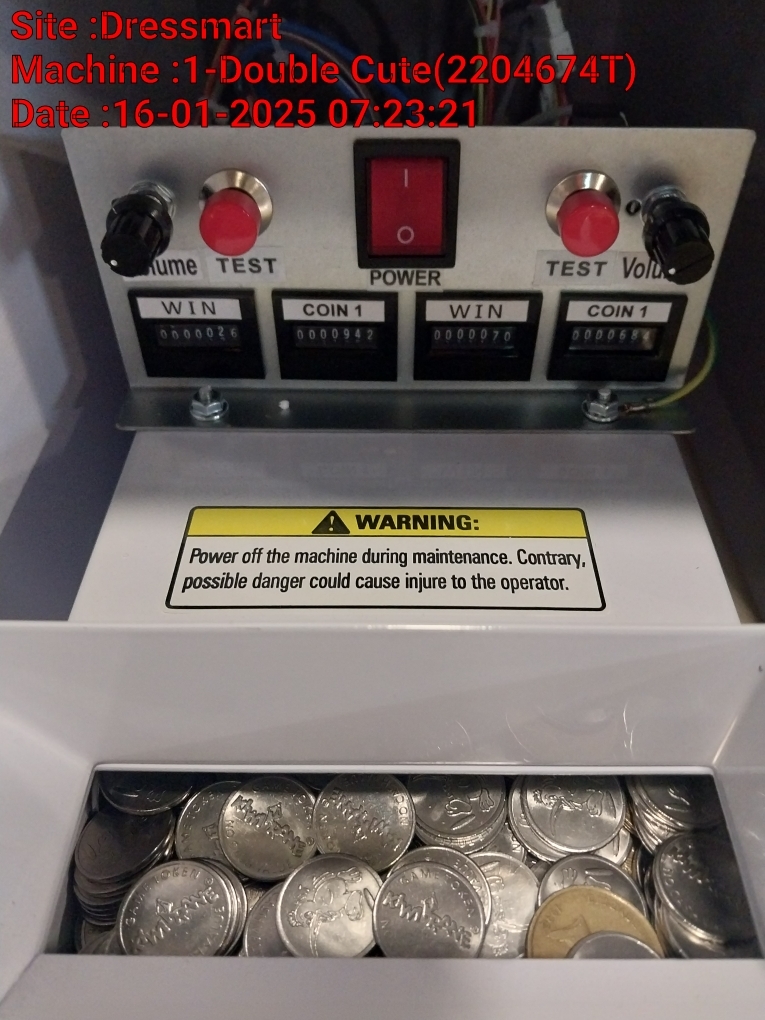 Site :Dressmart
Machine :1-Double Cute(2204674T)
Date :16-01-2025 07:23:21
I
O
TEST
POWER
TEST
WIN
COIN 1
WIN
COIN 1
0000026
0000942
0000070
WARNING:
Power off the machine during maintenance. Contrary,
possible danger could cause injure to the operator.